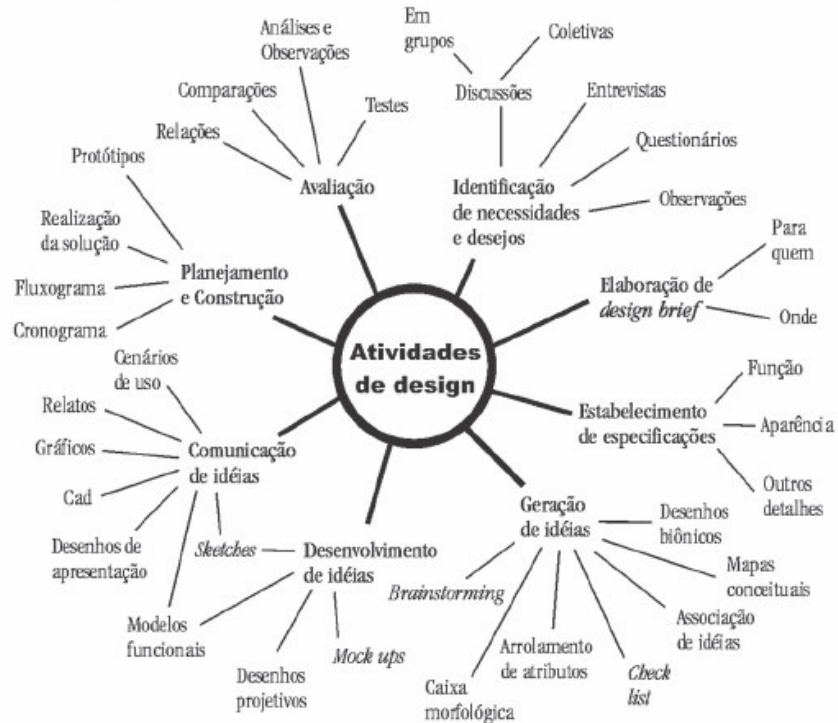 Análises e
Observações
Comparações
Relações
Testes
Avaliação
Em
grupos
Coletivas
Discussões
Entrevistas
Questionários
Observações
Identificação
de necessidades
e desejos
Para
quem
Onde
Elaboração de
design brief
Função
Aparência
Outros
detalhes
Estabelecimento
de especificações
Geração
de idéias
Desenhos
biônicos
Mapas
conceituais
Associação
de idéias
Check
list
Arrolamento
de atributos
Caixa
morfológica
Brainstorming
Desenvolvimento
de idéias
Mock ups
Desenhos
projetivos
Modelos
funcionais
Sketches
Comunicação
de idéias
Desenhos de
apresentação
Cad
Gráficos
Relatos
Cenários
de uso
Planejamento
e Construção
Cronograma
Fluxograma
Realização
da solução
Protótipos
Atividades
de design